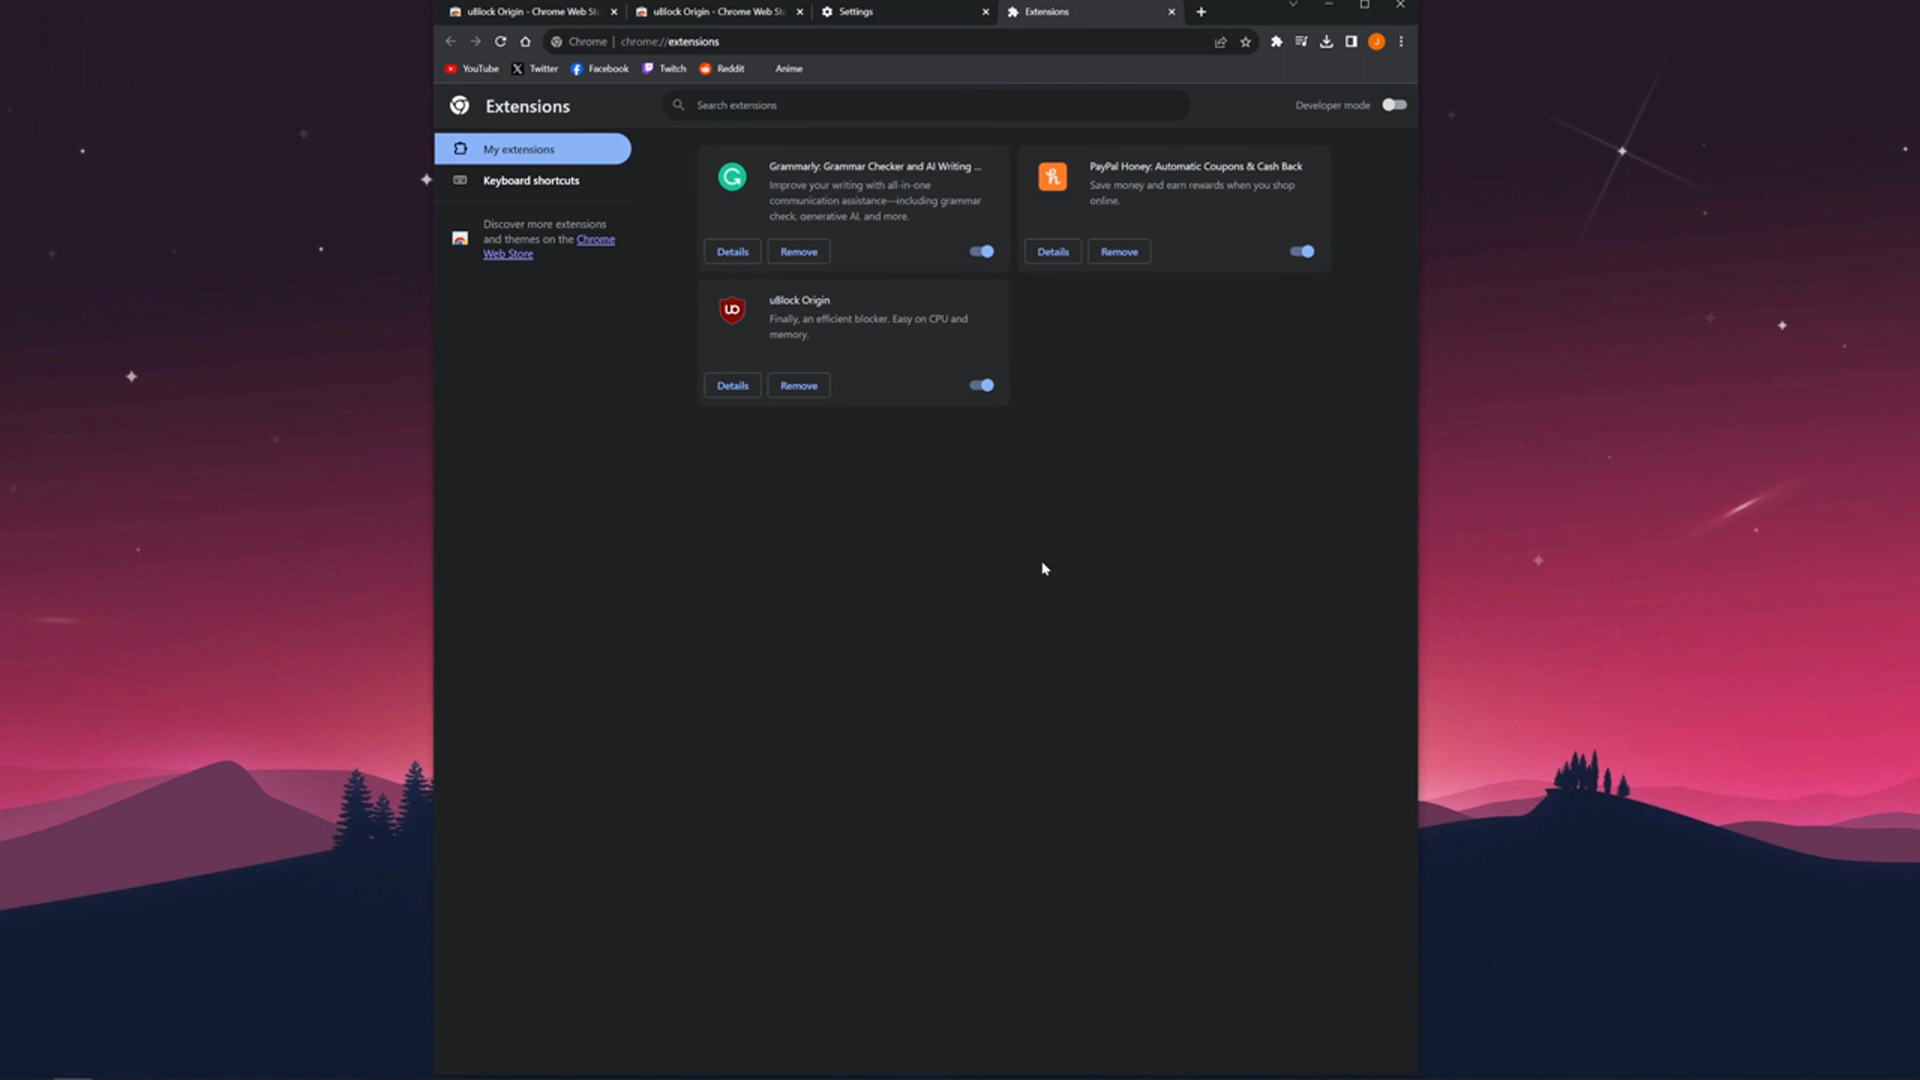 uBlock Origin - Chrome Web St
uBlock Origin - Chrome Web St
Settings
Extensions
Chrome | chrome://extensions
J
YouTube
Twitter
Facebook
Twitch
Reddit
Anime
Extensions
Search extensions
Developer mode
My extensions
Keyboard shortcuts
Discover more extensions
and themes on the Chrome
Web Store
Grammarly: Grammar Checker and AI Writing ...
Improve your writing with all-in-one
communication assistance—including grammar
check, generative AI, and more.
Details
Remove
PayPal Honey: Automatic Coupons & Cash Back
Save money and earn rewards when you shop
online.
Details
Remove
uBlock Origin
Finally, an efficient blocker. Easy on CPU and
memory.
Details
Remove